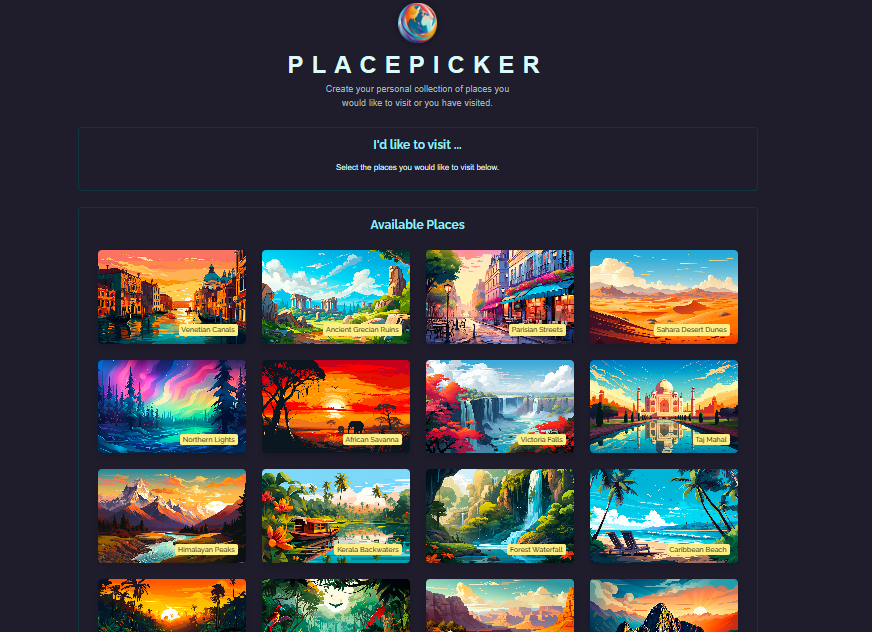 PLACEPICKER
Create your personal collection of places you
would like to visit or you have visited.
I'd like to visit ...
Select the places you would like to visit below.
Available Places
Venetian Canals
Ancient Grecian Ruins
Parisian Streets
Sahara Desert Dunes
Northern Lights
African Savanna
Victoria Falls
Taj Mahal
Himalayan Peaks
Kerala Backwaters
Forest Waterfall
Caribbean Beach